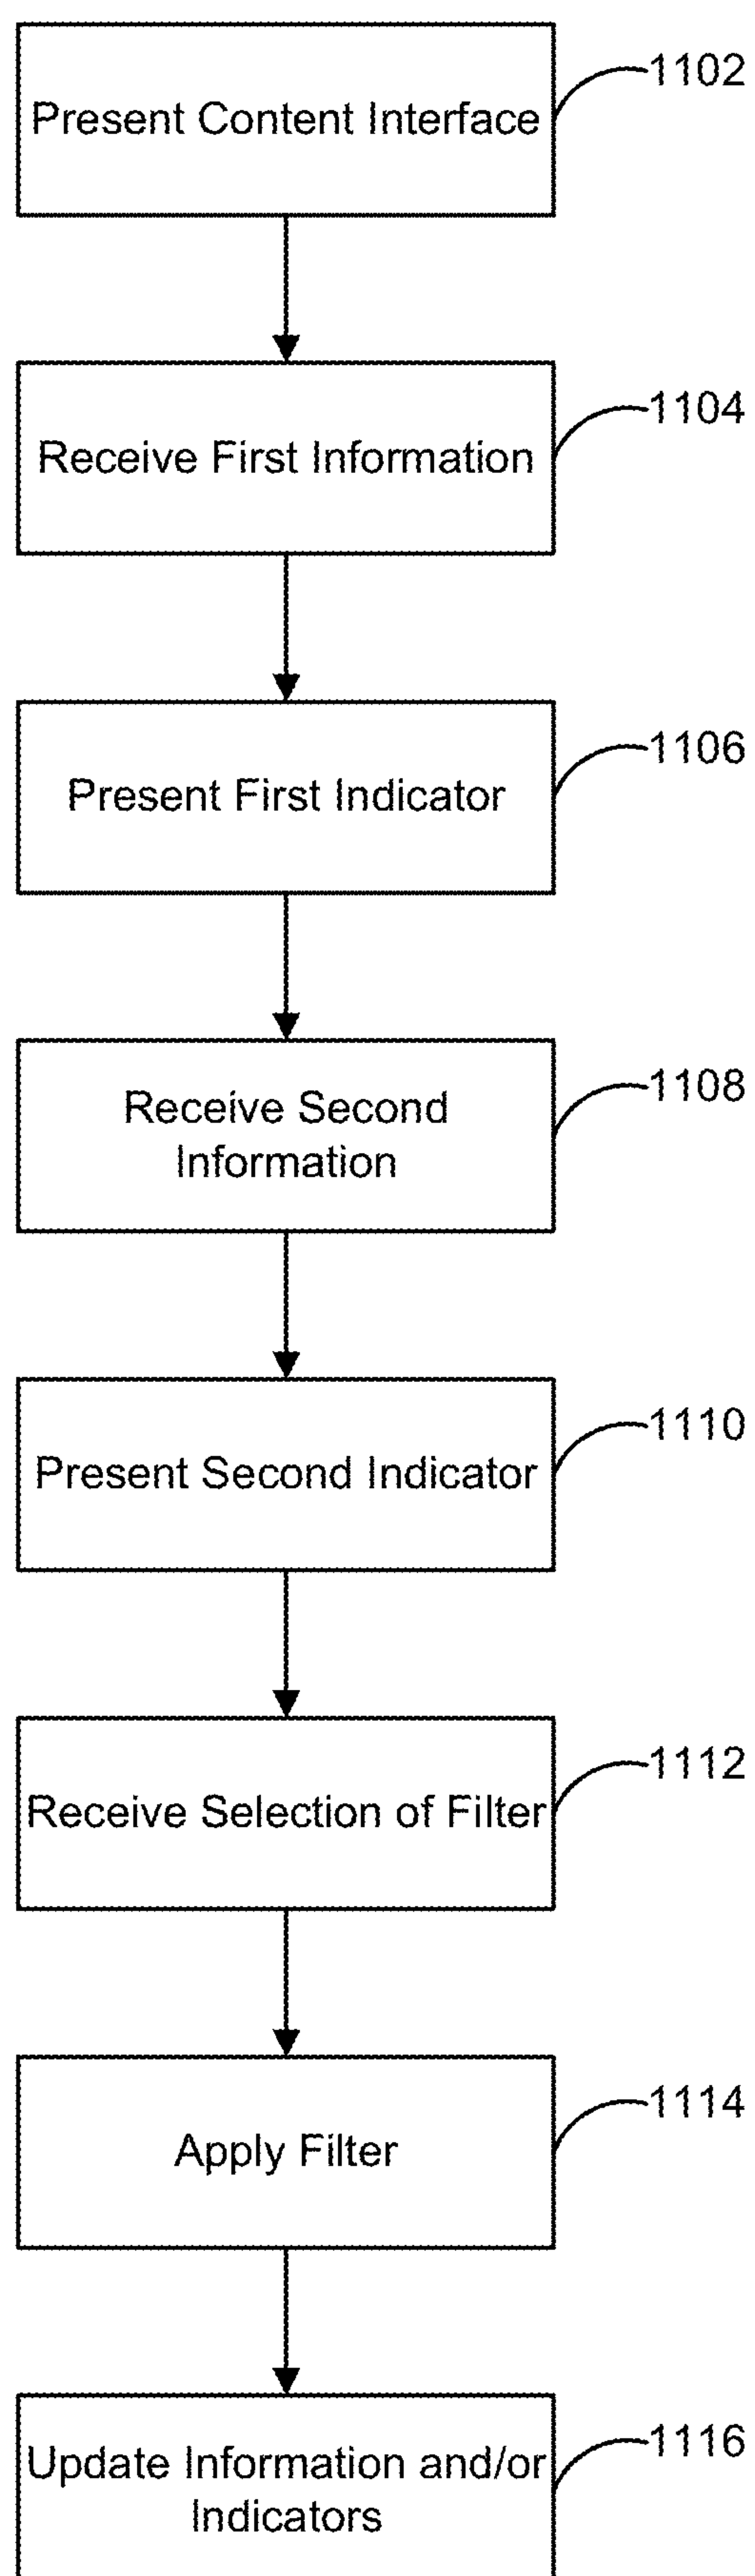 Present Content Interface
1102
Receive First Information
1104
Present First Indicator
1106
Receive Second
Information
1108
Present Second Indicator
1110
Receive Selection of Filter
1112
Apply Filter
1114
Update Information and/or
Indicators
1116